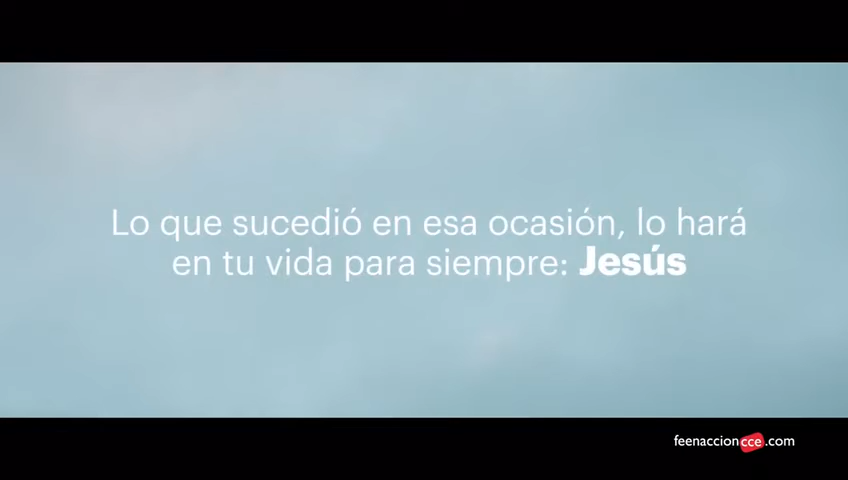 Lo que sucedió en esa ocasión, lo hará
en tu vida para siempre: Jesús
feenaccioncce.com